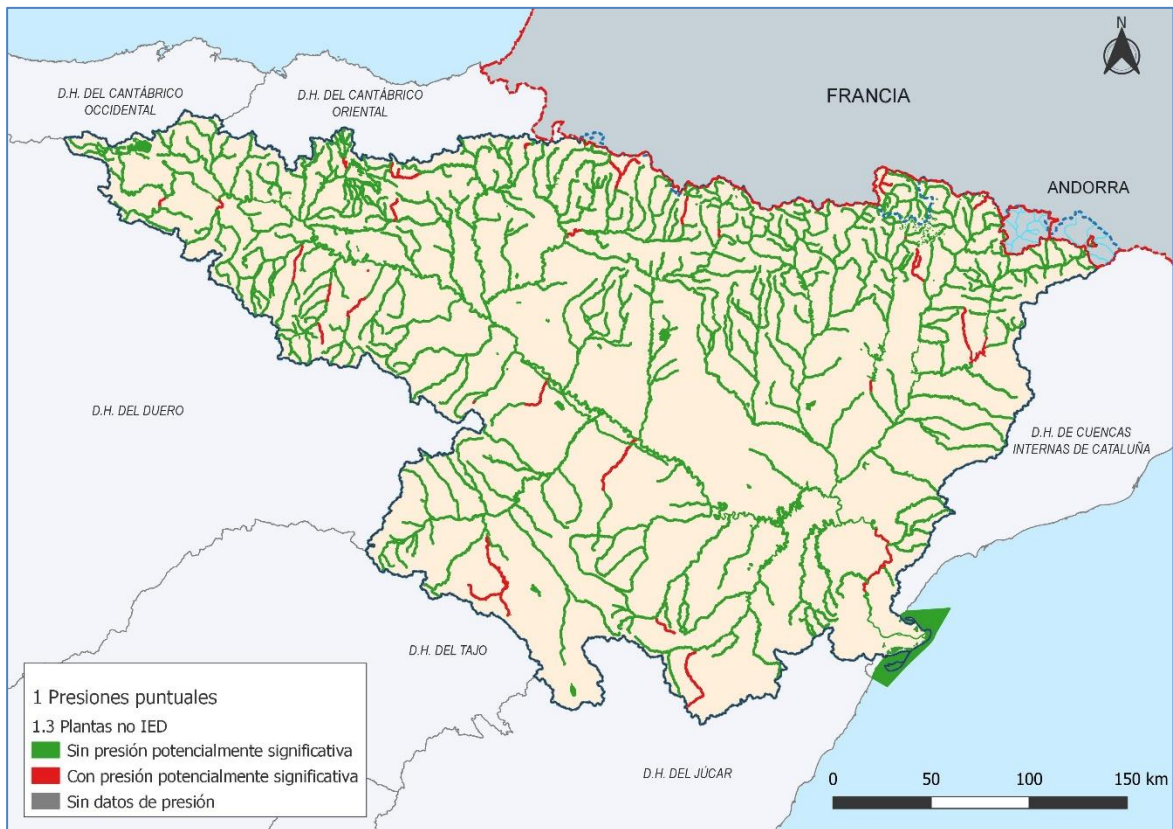 N
D.H. DEL CANTÁBRICO
OCCIDENTAL
D.H. DEL CANTÁBRICO
ORIENTAL
FRANCIA
ANDORRA
D.H. DEL DUERO
D.H. DE CUENCAS
INTERNAS DE CATALUÑA
D.H. DEL TAJO
D.H. DEL JÚCAR
1 Presiones puntuales
1.3 Plantas no IED
Sin presión potencialmente significativa
Con presión potencialmente significativa
Sin datos de presión
0 50 100 150 km